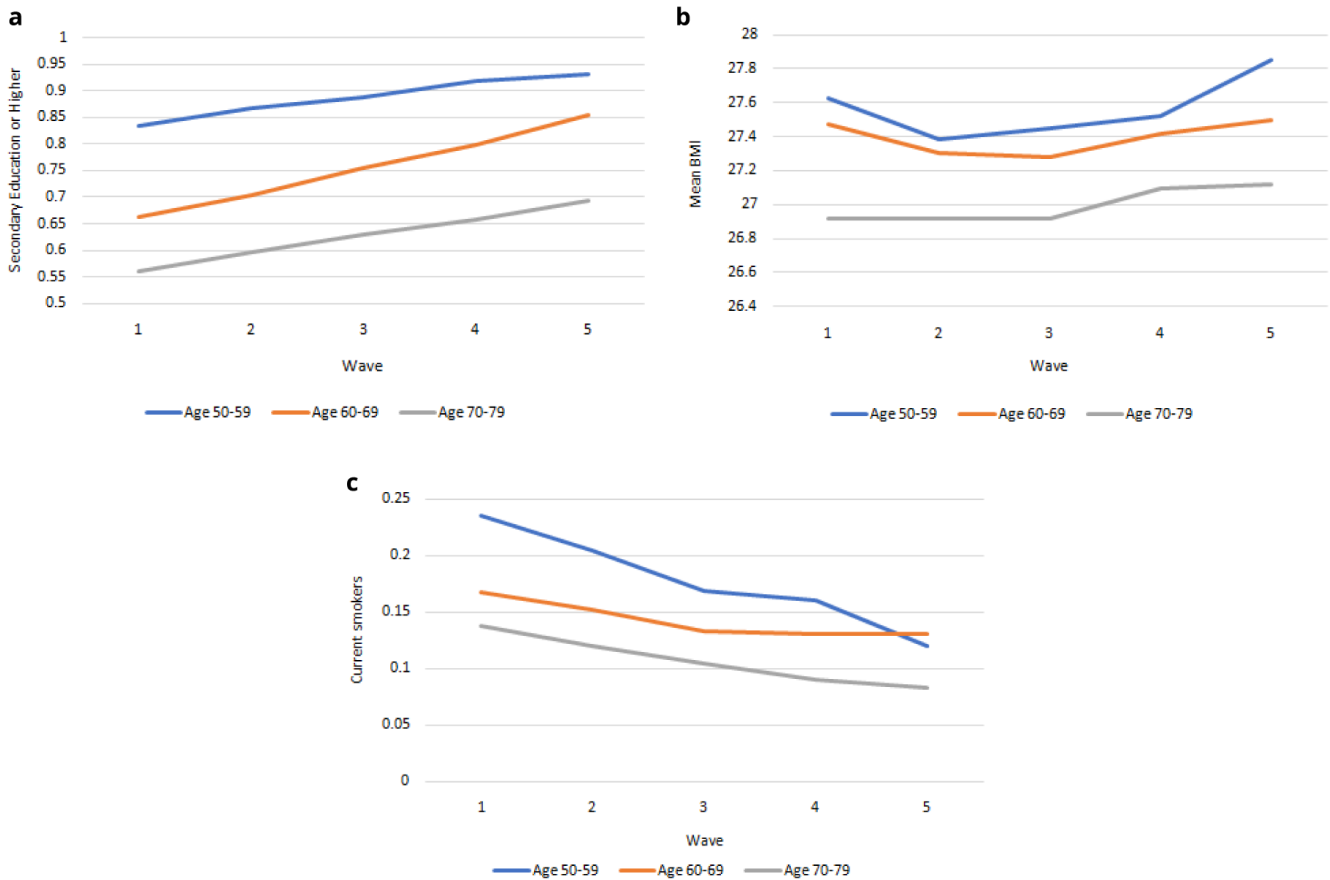 a
Secondary Education or Higher
1
0.95
0.9
0.85
0.8
0.75
0.7
0.65
0.6
0.55
0.5
1 2 3 4 5
Wave
Age 50-59 Age 60-69 Age 70-79
b
Mean BMI
28
27.8
27.6
27.4
27.2
27
26.8
26.6
26.4
1 2 3 4 5
Wave
Age 50-59 Age 60-69 Age 70-79
c
Current smokers
0.25
0.2
0.15
0.1
0.05
0
1 2 3 4 5
Wave
Age 50-59 Age 60-69 Age 70-79